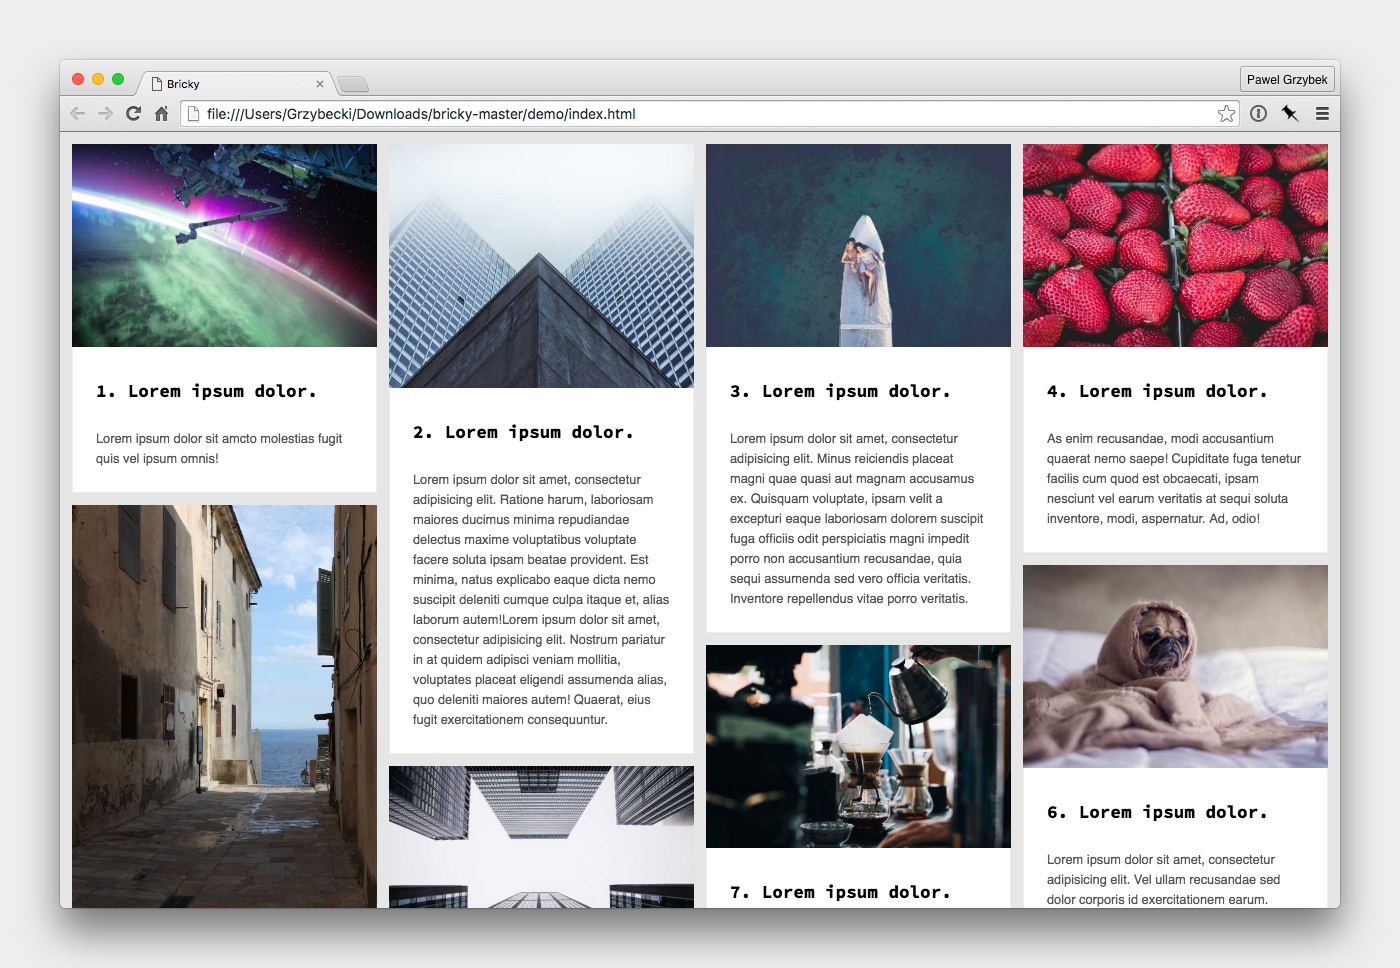 Bricky
Pawel Grzybek
file:///Users/Grzybecki/Downloads/bricky-master/demo/index.html
1. Lorem ipsum dolor.
Lorem ipsum dolor sit amcto molestias fugit
quis vel ipsum omnis!
2. Lorem ipsum dolor.
Lorem ipsum dolor sit amet, consectetur
adipisicing elit. Ratione harum, laboriosam
maiores ducimus minima repudiandae
delectus maxime voluptatibus voluptate
facere soluta ipsam beatae provident. Est
minima, natus explicabo eaque dicta nemo
suscipit deleniti cumque culpa itaque et, alias
laborum autem!Lorem ipsum dolor sit amet,
consectetur adipisicing elit. Nostrum pariatur
in at quidem adipisci veniam mollitia,
voluptates placeat eligendi assumenda alias,
quo deleniti maiores autem! Quaerat, eius
fugit exercitationem consequuntur.
3. Lorem ipsum dolor.
Lorem ipsum dolor sit amet, consectetur
adipisicing elit. Minus reiciendis placeat
magni quae quasi aut magnam accusamus
ex. Quisquam voluptate, ipsam velit a
excepturi eaque laboriosam dolorem suscipit
fuga officiis odit perspiciatis magni impedit
porro non accusantium recusandae, quia
sequi assumenda sed vero officia veritatis.
Inventore repellendus vitae porro veritatis.
7. Lorem ipsum dolor.
4. Lorem ipsum dolor.
As enim recusandae, modi accusantium
quaerat nemo saepe! Cupiditate fuga tenetur
facilis cum quod est obcaecati, ipsam
nesciunt vel earum veritatis at sequi soluta
inventore, modi, aspernatur. Ad, odio!
6. Lorem ipsum dolor.
Lorem ipsum dolor sit amet, consectetur
adipisicing elit. Vel ullam recusandae sed
dolor corporis id exercitationem earum.